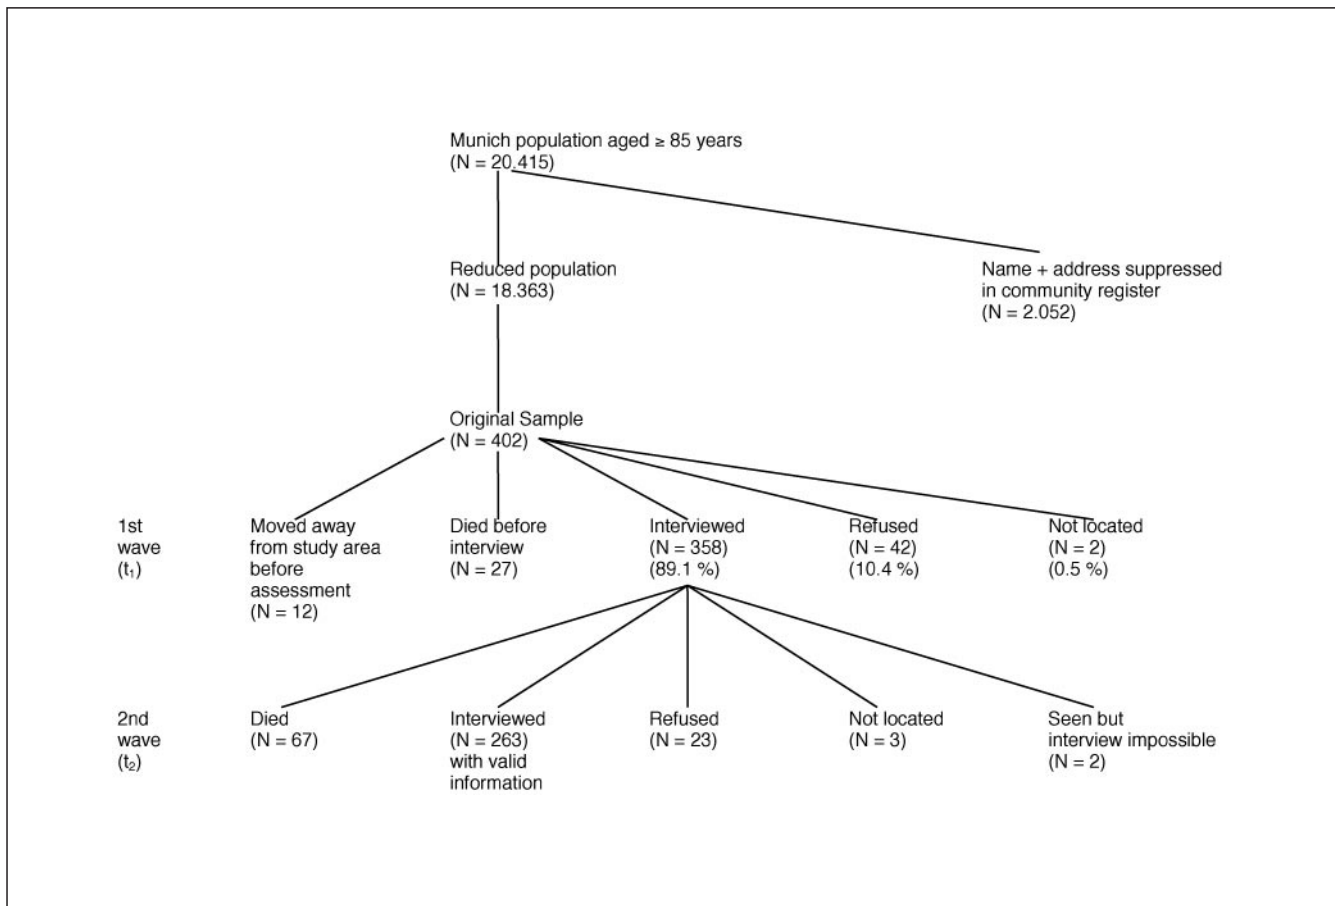 Munich population aged ≥ 85 years
(N = 20.415)
Reduced population
(N = 18.363)
Name + address suppressed
in community register
(N = 2.052)
Original Sample
(N = 402)
1st
wave
(t₁)
Moved away
from study area
before
assessment
(N = 12)
Died before
interview
(N = 27)
Interviewed
(N = 358)
(89.1 %)
Refused
(N = 42)
(10.4 %)
Not located
(N = 2)
(0.5 %)
2nd
wave
(t₂)
Died
(N = 67)
Interviewed
(N = 263)
with valid
information
Refused
(N = 23)
Not located
(N = 3)
Seen but
interview impossible
(N = 2)